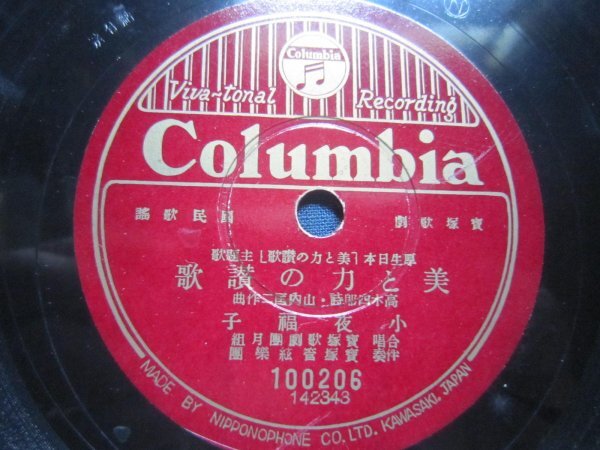 Columbia
Viva-tonal Recording
Columbia
寶塚歌劇 國民歌謠
厚生日本「美と力の讃歌」主題歌
美と力の讃歌
高木四郎詩・山内匡二作曲
小夜福子
合唱 寶塚歌劇團月組
伴奏 寶塚管絃樂團
100206
142343
MADE BY NIPPONOPHONE CO. LTD. KAWASAKI, JAPAN